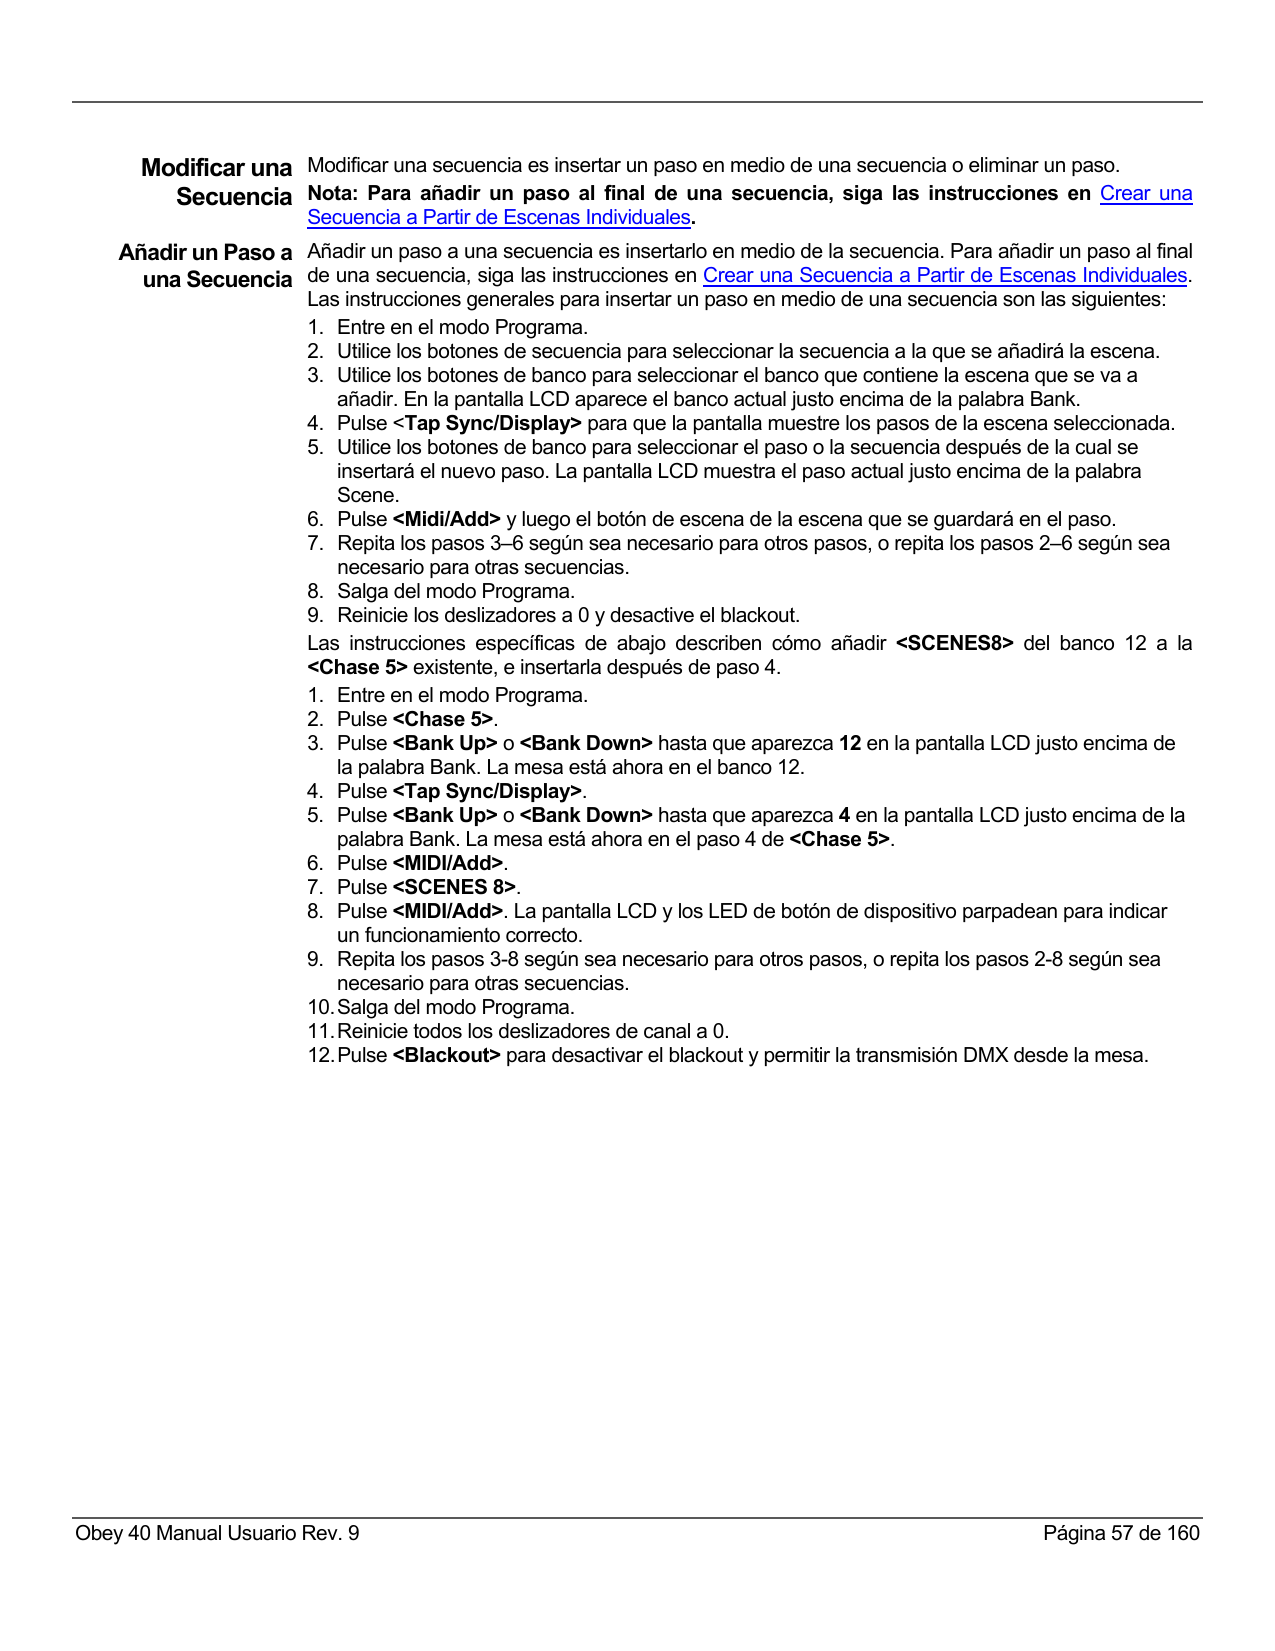 Modificar una
Secuencia
Modificar una secuencia es insertar un paso en medio de una secuencia o eliminar un paso.
Nota: Para añadir un paso al final de una secuencia, siga las instrucciones en Crear una
Secuencia a Partir de Escenas Individuales.
Añadir un Paso a
una Secuencia
Añadir un paso a una secuencia es insertarlo en medio de la secuencia. Para añadir un paso al final
de una secuencia, siga las instrucciones en Crear una Secuencia a Partir de Escenas Individuales.
Las instrucciones generales para insertar un paso en medio de una secuencia son las siguientes:
1. Entre en el modo Programa.
2. Utilice los botones de secuencia para seleccionar la secuencia a la que se añadirá la escena.
3. Utilice los botones de banco para seleccionar el banco que contiene la escena que se va a
añadir. En la pantalla LCD aparece el banco actual justo encima de la palabra Bank.
4. Pulse <Tap Sync/Display> para que la pantalla muestre los pasos de la escena seleccionada.
5. Utilice los botones de banco para seleccionar el paso o la secuencia después de la cual se
insertará el nuevo paso. La pantalla LCD muestra el paso actual justo encima de la palabra
Scene.
6. Pulse <Midi/Add> y luego el botón de escena de la escena que se guardará en el paso.
7. Repita los pasos 3–6 según sea necesario para otros pasos, o repita los pasos 2–6 según sea
necesario para otras secuencias.
8. Salga del modo Programa.
9. Reinicie los deslizadores a 0 y desactive el blackout.
Las instrucciones específicas de abajo describen cómo añadir <SCENES8> del banco 12 a la
<Chase 5> existente, e insertarla después de paso 4.
1. Entre en el modo Programa.
2. Pulse <Chase 5>.
3. Pulse <Bank Up> o <Bank Down> hasta que aparezca 12 en la pantalla LCD justo encima de
la palabra Bank. La mesa está ahora en el banco 12.
4. Pulse <Tap Sync/Display>.
5. Pulse <Bank Up> o <Bank Down> hasta que aparezca 4 en la pantalla LCD justo encima de la
palabra Bank. La mesa está ahora en el paso 4 de <Chase 5>.
6. Pulse <MIDI/Add>.
7. Pulse <SCENES 8>.
8. Pulse <MIDI/Add>. La pantalla LCD y los LED de botón de dispositivo parpadean para indicar
un funcionamiento correcto.
9. Repita los pasos 3-8 según sea necesario para otros pasos, o repita los pasos 2-8 según sea
necesario para otras secuencias.
10. Salga del modo Programa.
11. Reinicie todos los deslizadores de canal a 0.
12. Pulse <Blackout> para desactivar el blackout y permitir la transmisión DMX desde la mesa.
Obey 40 Manual Usuario Rev. 9
Página 57 de 160